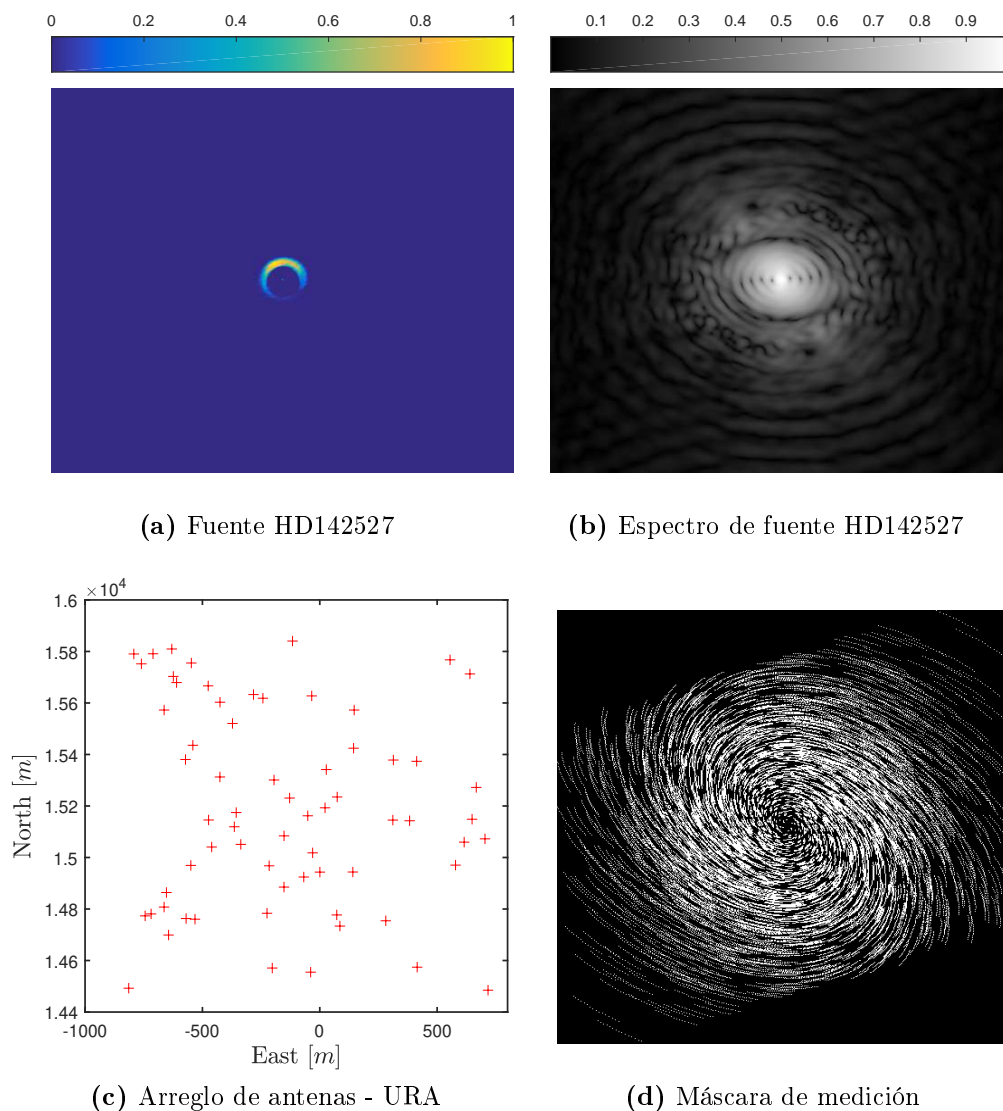 0 0.2 0.4 0.6 0.8 1
0.1 0.2 0.3 0.4 0.5 0.6 0.7 0.8 0.9
(a) Fuente HD142527
(b) Espectro de fuente HD142527
×10⁴
1.6
1.58
1.56
1.54
1.52
1.5
1.48
1.46
1.44
North [m]
-1000 -500 0 500
East [m]
(c) Arreglo de antenas - URA
(d) Máscara de medición